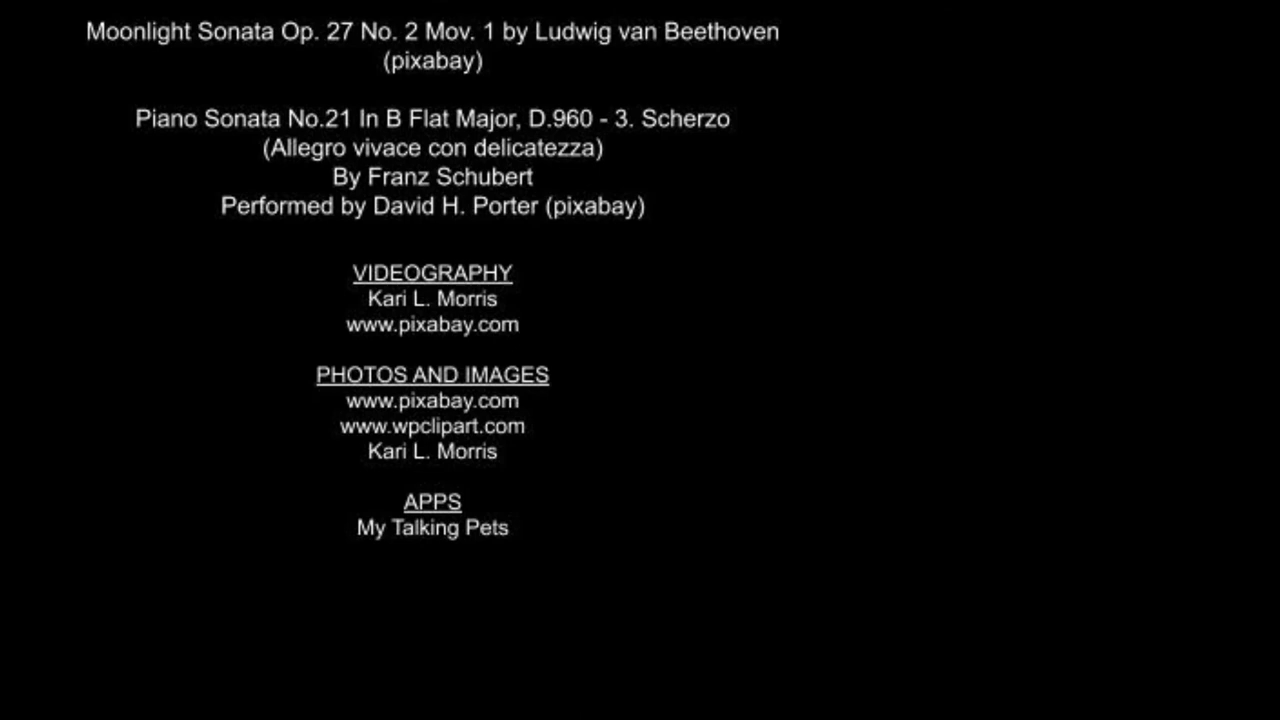 Moonlight Sonata Op. 27 No. 2 Mov. 1 by Ludwig van Beethoven
(pixabay)
Piano Sonata No.21 In B Flat Major, D.960 - 3. Scherzo
(Allegro vivace con delicatezza)
By Franz Schubert
Performed by David H. Porter (pixabay)
VIDEOGRAPHY
Kari L. Morris
www.pixabay.com
PHOTOS AND IMAGES
www.pixabay.com
www.wpclipart.com
Kari L. Morris
APPS
My Talking Pets